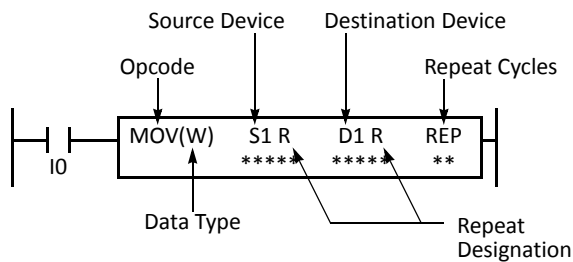 Source Device
Destination Device
Opcode
Repeat Cycles
MOV(W) S1 R D1 R REP
***** ***** **
I0
Data Type
Repeat
Designation